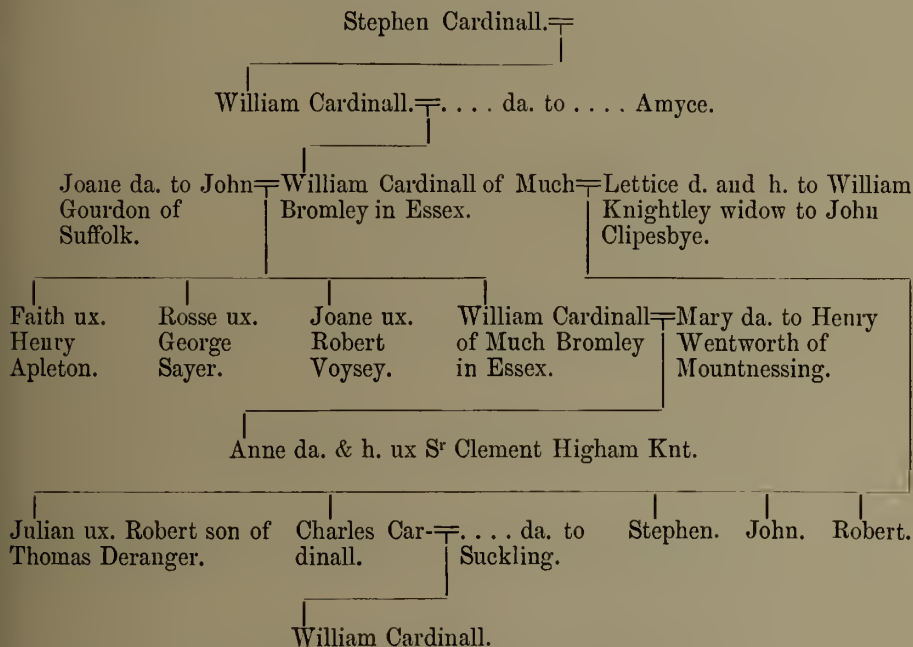 Stephen Cardinall.
William Cardinall. . . . . da. to . . . . Amyce.
Joane da. to John
Gourdon of
Suffolk.
William Cardinall of Much
Bromley in Essex.
Lettice d. and h. to William
Knightley widow to John
Clipesbye.
Faith ux.
Henry
Apleton.
Rosse ux.
George
Sayer.
Joane ux.
Robert
Voysey.
William Cardinall
of Much Bromley
in Essex.
Mary da. to Henry
Wentworth of
Mountnessing.
Anne da. & h. ux Sʳ Clement Higham Knt.
Julian ux. Robert son of
Thomas Deranger.
Charles Car-
dinall.
. . . . da. to
Suckling.
Stephen.
John.
Robert.
William Cardinall.